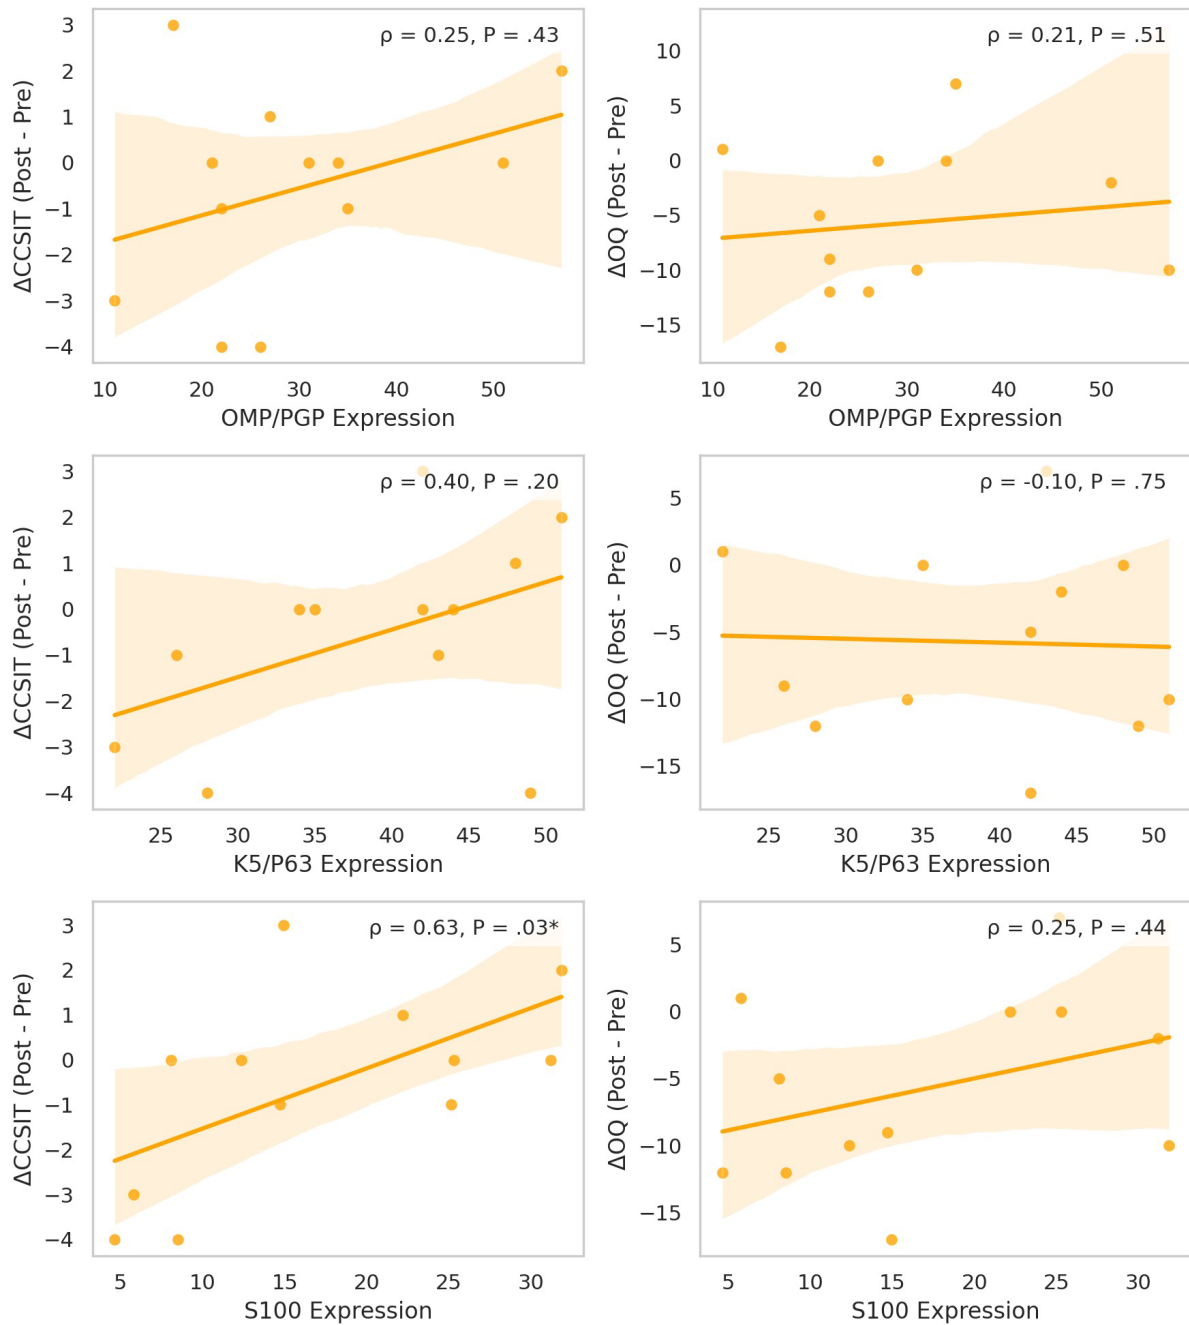 ρ = 0.25, P = .43
ΔCCSIT (Post - Pre)
3
2
1
0
−1
−2
−3
−4
10 20 30 40 50
OMP/PGP Expression
ρ = 0.21, P = .51
ΔOQ (Post - Pre)
10
5
0
−5
−10
−15
10 20 30 40 50
OMP/PGP Expression
ρ = 0.40, P = .20
ΔCCSIT (Post - Pre)
3
2
1
0
−1
−2
−3
−4
25 30 35 40 45 50
K5/P63 Expression
ρ = -0.10, P = .75
ΔOQ (Post - Pre)
5
0
−5
−10
−15
25 30 35 40 45 50
K5/P63 Expression
ρ = 0.63, P = .03*
ΔCCSIT (Post - Pre)
3
2
1
0
−1
−2
−3
−4
5 10 15 20 25 30
S100 Expression
ρ = 0.25, P = .44
ΔOQ (Post - Pre)
5
0
−5
−10
−15
5 10 15 20 25 30
S100 Expression